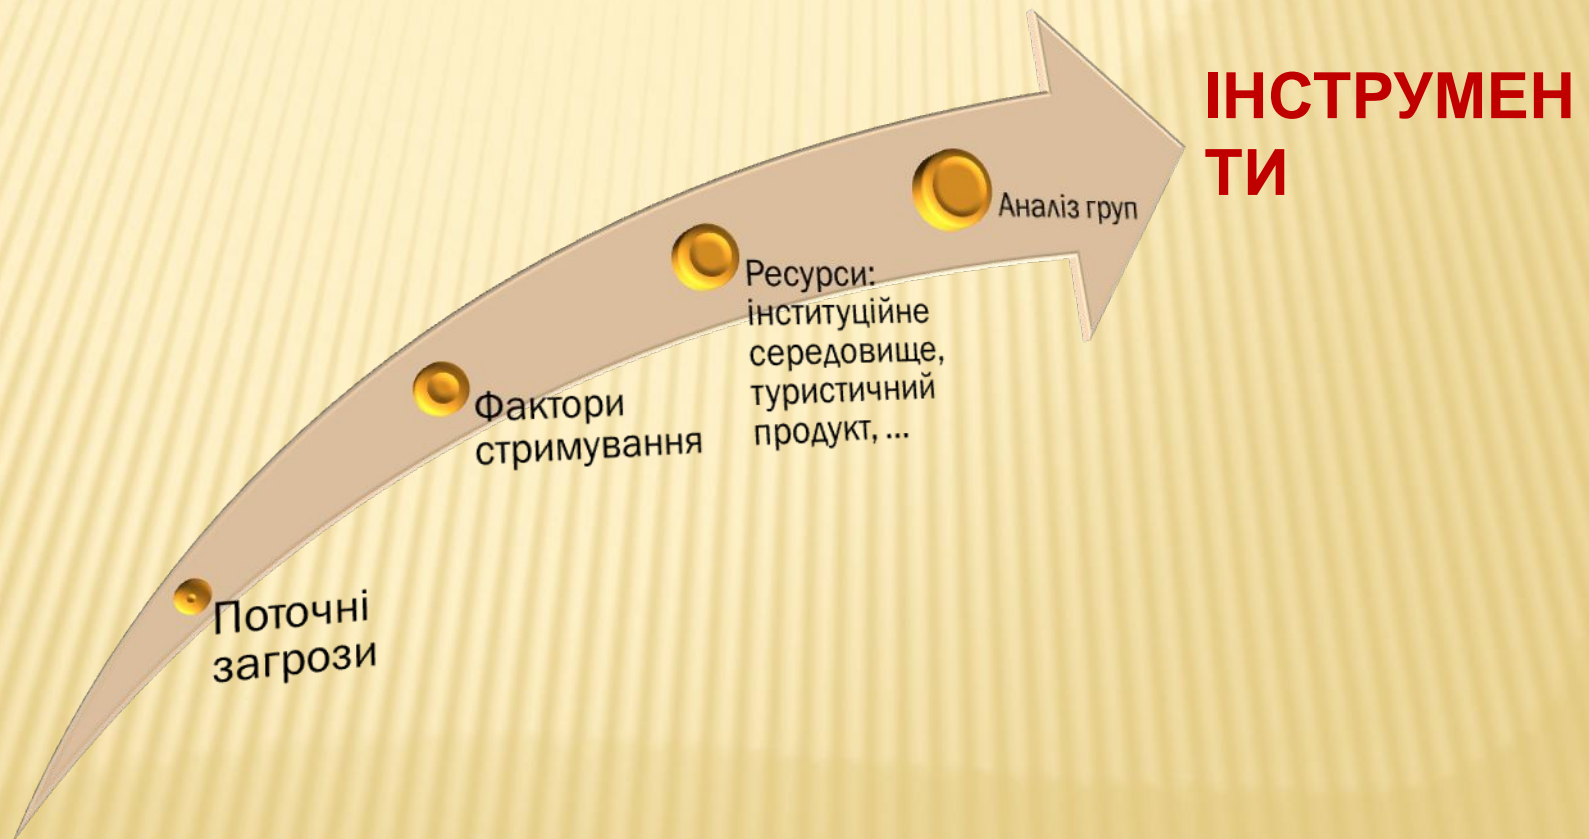 ІНСТРУМЕН
ТИ
Аналіз груп
Ресурси:
інституційне
середовище,
туристичний
продукт, ...
Фактори
стримування
Поточні
загрози